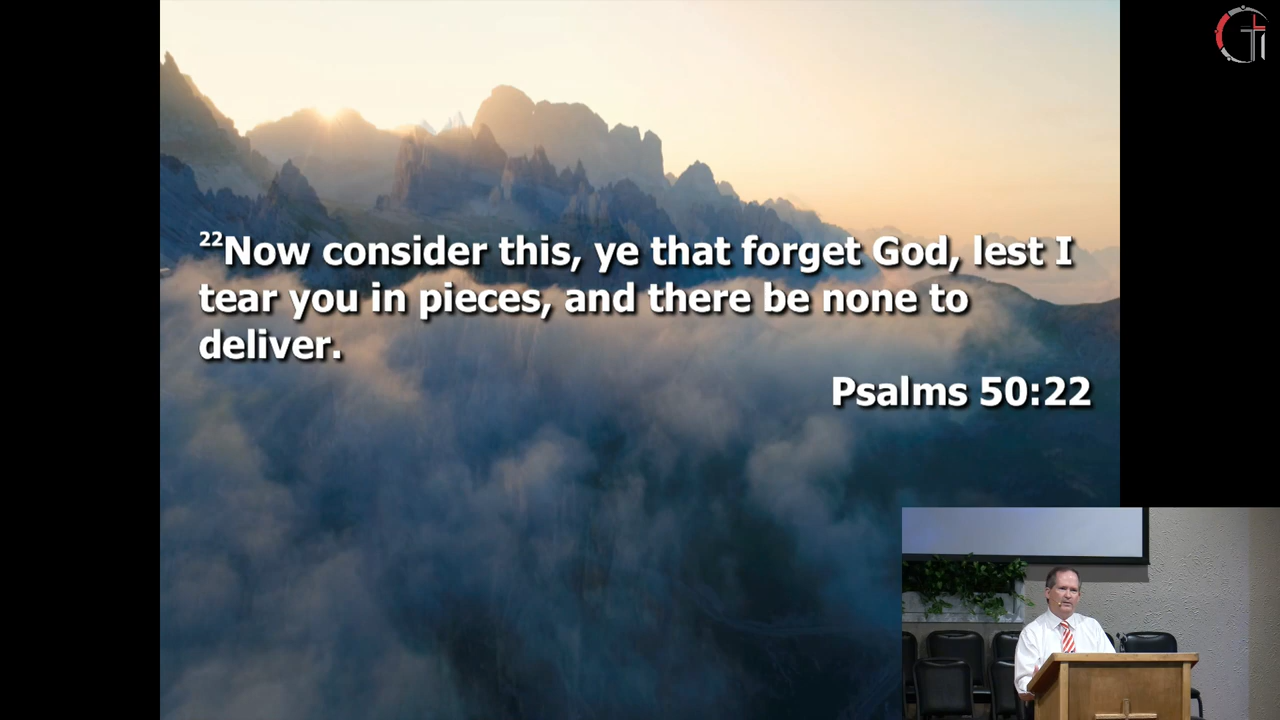 22Now consider this, ye that forget God, lest I
tear you in pieces, and there be none to
deliver.
Psalms 50:22